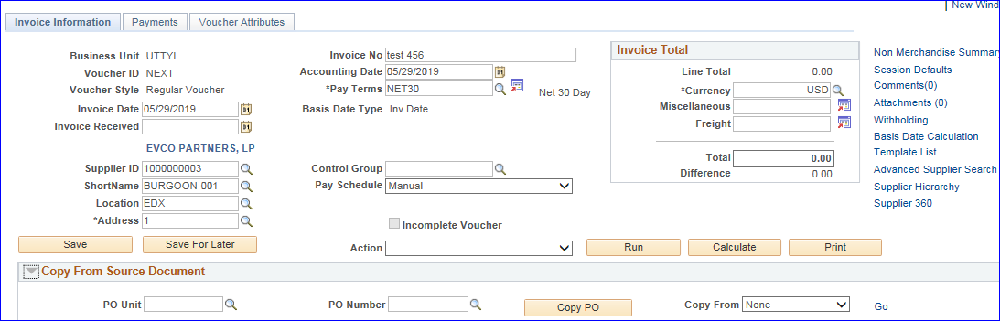 New Wind
Invoice Information Payments Voucher Attributes
Business Unit UTTYL
Voucher ID NEXT
Voucher Style Regular Voucher
Invoice Date 05/29/2019
Invoice Received
EVCO PARTNERS, LP
Supplier ID 1000000003
ShortName BURGOON-001
Location EDX
*Address 1
Invoice No test 456
Accounting Date 05/29/2019
*Pay Terms NET30 Net 30 Day
Basis Date Type Inv Date
Control Group
Pay Schedule Manual
Incomplete Voucher
Invoice Total
Line Total 0.00
*Currency USD
Miscellaneous
Freight
Total 0.00
Difference 0.00
Non Merchandise Summary
Session Defaults
Comments(0)
Attachments (0)
Withholding
Basis Date Calculation
Template List
Advanced Supplier Search
Supplier Hierarchy
Supplier 360
Save Save For Later Action Run Calculate Print
Copy From Source Document
PO Unit PO Number Copy PO Copy From None Go